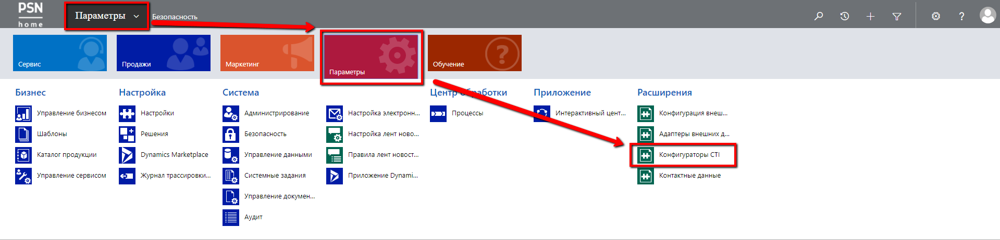 PSN
home
Параметры
Безопасность
?
Сервис
Продажи
Маркетинг
Параметры
?
Обучение
Бизнес
Управление бизнесом
Шаблоны
Каталог продукции
Управление сервисом
Настройка
Настройки
Решения
Dynamics Marketplace
Журнал трассировки...
Система
Администрирование
Безопасность
Управление данными
Системные задания
Управление докумен...
Аудит
Настройка электронн...
Настройка лент ново...
Правила лент новост...
Приложение Dynami...
Центр обработки
Процессы
Приложение
Интерактивный цент...
Расширения
Конфигурация внеш...
Адаптеры внешних д...
Конфигураторы CTI
Контактные данные